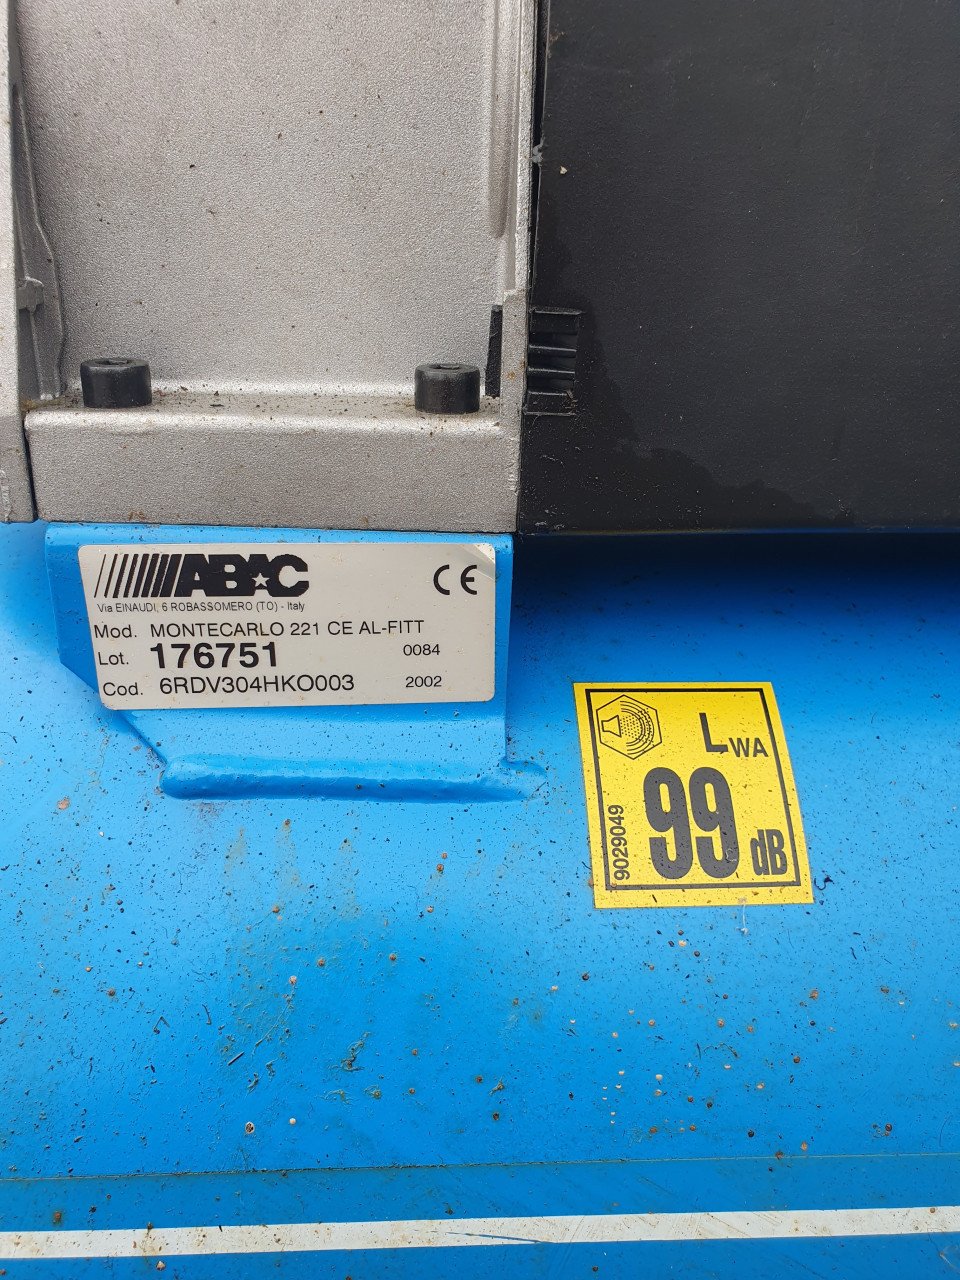 ABAC CE
Via EINAUDI, 6 ROBASSOMERO (TO) - Italy
Mod. MONTECARLO 221 CE AL-FITT
Lot. 176751 0084
Cod. 6RDV304HKO003 2002
LWA
99 dB
9029049